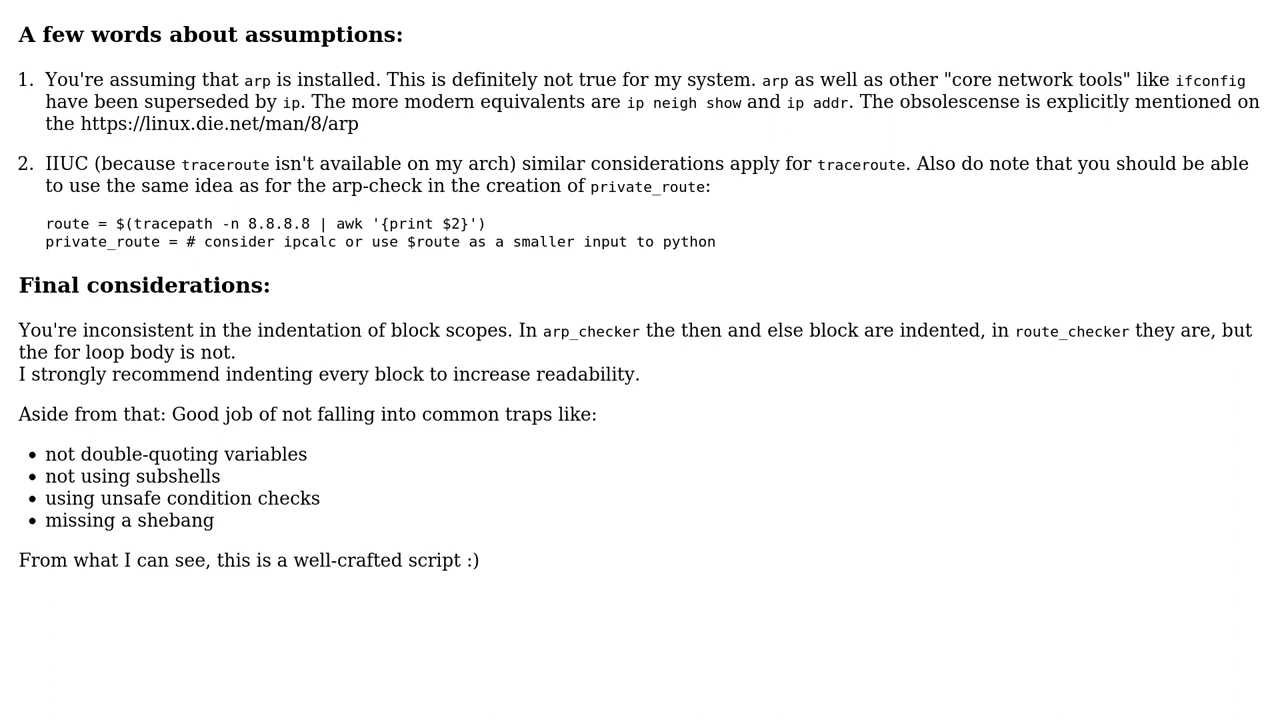 A few words about assumptions:
1. You're assuming that arp is installed. This is definitely not true for my system. arp as well as other "core network tools" like ifconfig
have been superseded by ip. The more modern equivalents are ip neigh show and ip addr. The obsolescense is explicitly mentioned on
the https://linux.die.net/man/8/arp
2. IIUC (because traceroute isn't available on my arch) similar considerations apply for traceroute. Also do note that you should be able
to use the same idea as for the arp-check in the creation of private_route:
route = $(tracepath -n 8.8.8.8 | awk '{print $2}')
private_route = # consider ipcalc or use $route as a smaller input to python
Final considerations:
You're inconsistent in the indentation of block scopes. In arp_checker the then and else block are indented, in route_checker they are, but
the for loop body is not.
I strongly recommend indenting every block to increase readability.
Aside from that: Good job of not falling into common traps like:
• not double-quoting variables
• not using subshells
• using unsafe condition checks
• missing a shebang
From what I can see, this is a well-crafted script :)